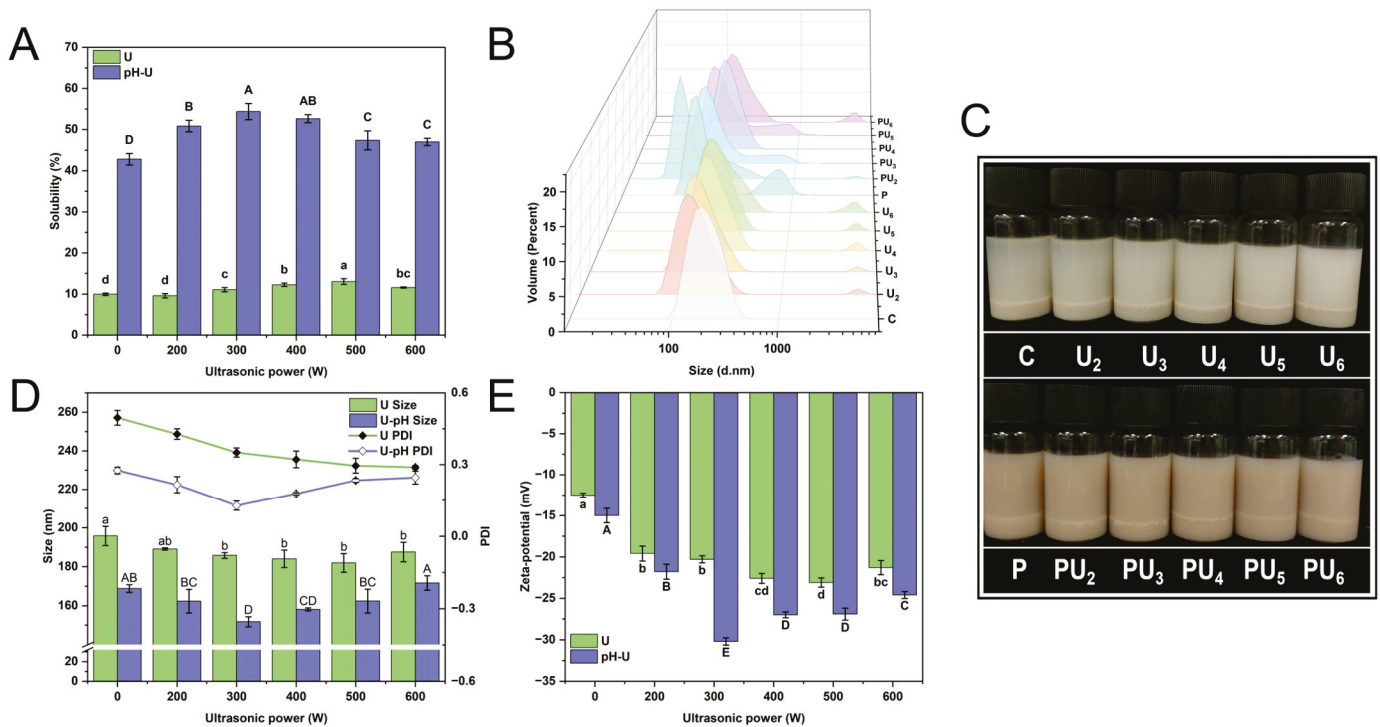 A
U
pH-U
Solubility (%)
70
60
50
40
30
20
10
0
D
B
A
AB
C
C
d
d
c
b
a
bc
0 200 300 400 500 600
Ultrasonic power (W)
B
Volume (Percent)
20
15
10
5
0
PU6
PU5
PU4
PU3
PU2
P
U6
U5
U4
U3
U2
C
100 1000
Size (d.nm)
C
C U2 U3 U4 U5 U6
P PU2 PU3 PU4 PU5 PU6
D
U Size
U-pH Size
U PDI
U-pH PDI
Size (nm)
260
240
220
200
180
160
20
0
PDI
0.6
0.3
0.0
−0.3
−0.6
a ab b b b b
AB BC D CD BC A
0 200 300 400 500 600
Ultrasonic power (W)
E
Zeta-potential (mV)
0
−5
−10
−15
−20
−25
−30
−35
a b b cd d bc
A B E D D C
U
pH-U
0 200 300 400 500 600
Ultrasonic power (W)